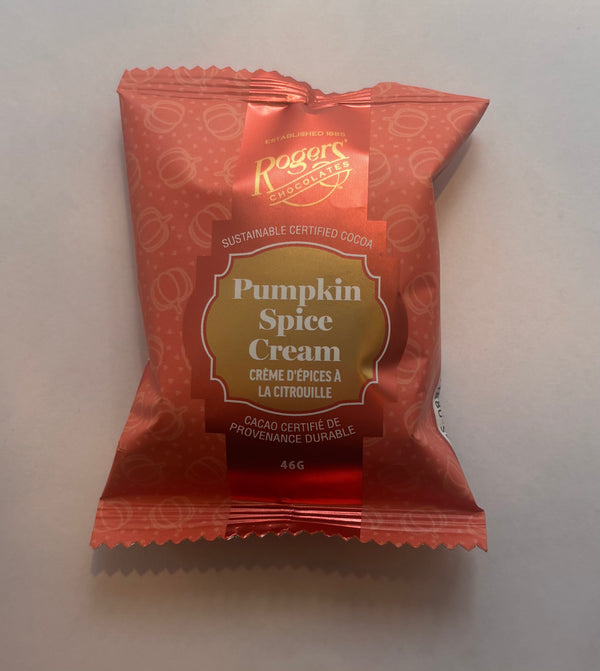 ESTABLISHED 1885
Rogers'
CHOCOLATES
SUSTAINABLE CERTIFIED COCOA
Pumpkin
Spice
Cream
CRÈME D'ÉPICES À
LA CITROUILLE
CACAO CERTIFIÉ DE
PROVENANCE DURABLE
46G